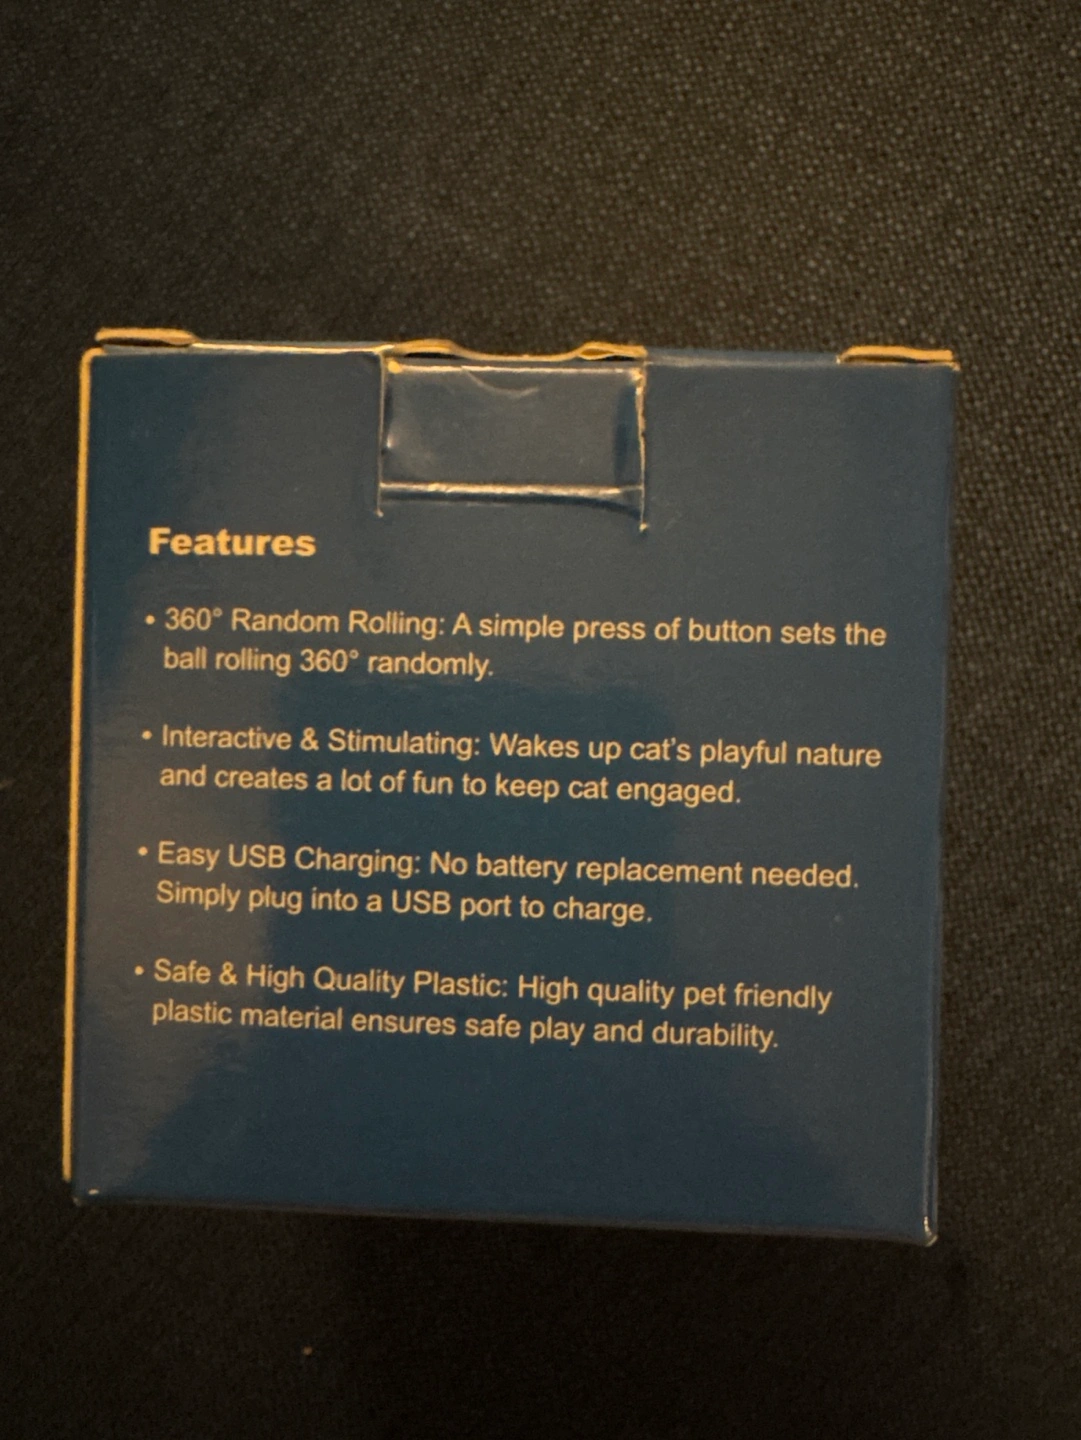 Features
• 360° Random Rolling: A simple press of button sets the
ball rolling 360° randomly.
• Interactive & Stimulating: Wakes up cat's playful nature
and creates a lot of fun to keep cat engaged.
• Easy USB Charging: No battery replacement needed.
Simply plug into a USB port to charge.
• Safe & High Quality Plastic: High quality pet friendly
plastic material ensures safe play and durability.